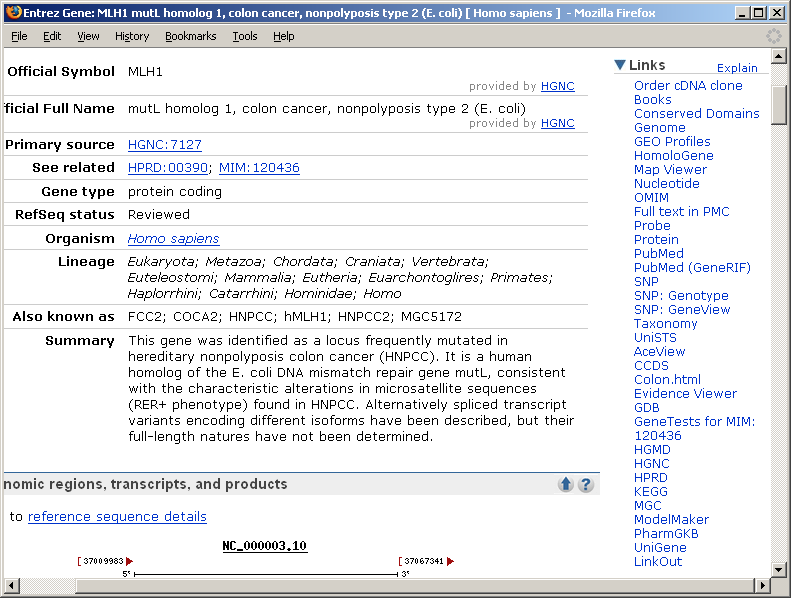 Entrez Gene: MLH1 mutL homolog 1, colon cancer, nonpolyposis type 2 (E. coli) [ Homo sapiens ] - Mozilla Firefox
File Edit View History Bookmarks Tools Help
Official Symbol MLH1
provided by HGNC
fficial Full Name mutL homolog 1, colon cancer, nonpolyposis type 2 (E. coli)
provided by HGNC
Primary source HGNC:7127
See related HPRD:00390; MIM:120436
Gene type protein coding
RefSeq status Reviewed
Organism Homo sapiens
Lineage Eukaryota; Metazoa; Chordata; Craniata; Vertebrata;
Euteleostomi; Mammalia; Eutheria; Euarchontoglires; Primates;
Haplorrhini; Catarrhini; Hominidae; Homo
Also known as FCC2; COCA2; HNPCC; hMLH1; HNPCC2; MGC5172
Summary This gene was identified as a locus frequently mutated in
hereditary nonpolyposis colon cancer (HNPCC). It is a human
homolog of the E. coli DNA mismatch repair gene mutL, consistent
with the characteristic alterations in microsatellite sequences
(RER+ phenotype) found in HNPCC. Alternatively spliced transcript
variants encoding different isoforms have been described, but their
full-length natures have not been determined.
nomic regions, transcripts, and products
?
to reference sequence details
NC_000003.10
[ 37009983
[ 37067341
5' 3'
Links Explain
Order cDNA clone
Books
Conserved Domains
Genome
GEO Profiles
HomoloGene
Map Viewer
Nucleotide
OMIM
Full text in PMC
Probe
Protein
PubMed
PubMed (GeneRIF)
SNP
SNP: Genotype
SNP: GeneView
Taxonomy
UniSTS
AceView
CCDS
Colon.html
Evidence Viewer
GDB
GeneTests for MIM:
120436
HGMD
HGNC
HPRD
KEGG
MGC
ModelMaker
PharmGKB
UniGene
LinkOut